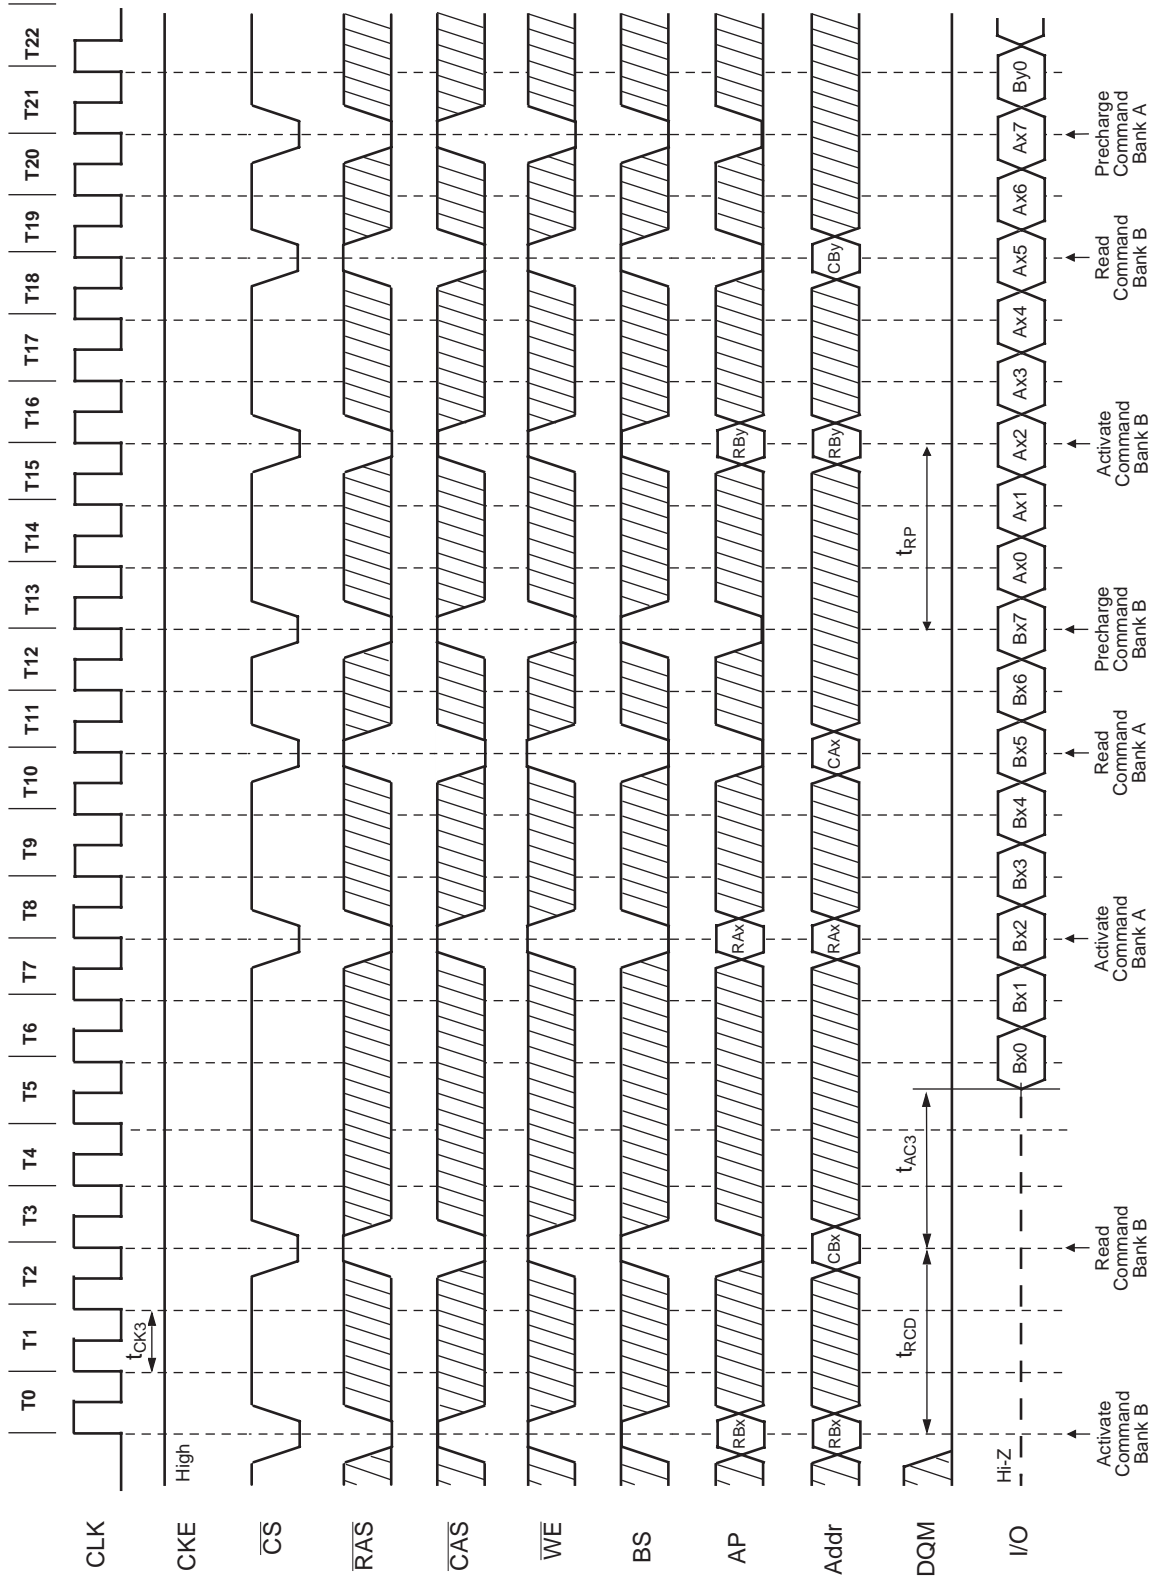 T0 T1 T2 T3 T4 T5 T6 T7 T8 T9 T10 T11 T12 T13 T14 T15 T16 T17 T18 T19 T20 T21 T22
CLK
tCK3
CKE
High
CS
RAS
CAS
WE
BS
AP
RBx RAx RBy
Addr
RBx CBx RAx CAx RBy CBy
DQM
tRCD tAC3 tRP
I/O
Hi-Z
Bx0 Bx1 Bx2 Bx3 Bx4 Bx5 Bx6 Bx7 Ax0 Ax1 Ax2 Ax3 Ax4 Ax5 Ax6 Ax7 By0
Activate
Command
Bank B
Read
Command
Bank B
Activate
Command
Bank A
Read
Command
Bank A
Precharge
Command
Bank B
Activate
Command
Bank B
Read
Command
Bank B
Precharge
Command
Bank A